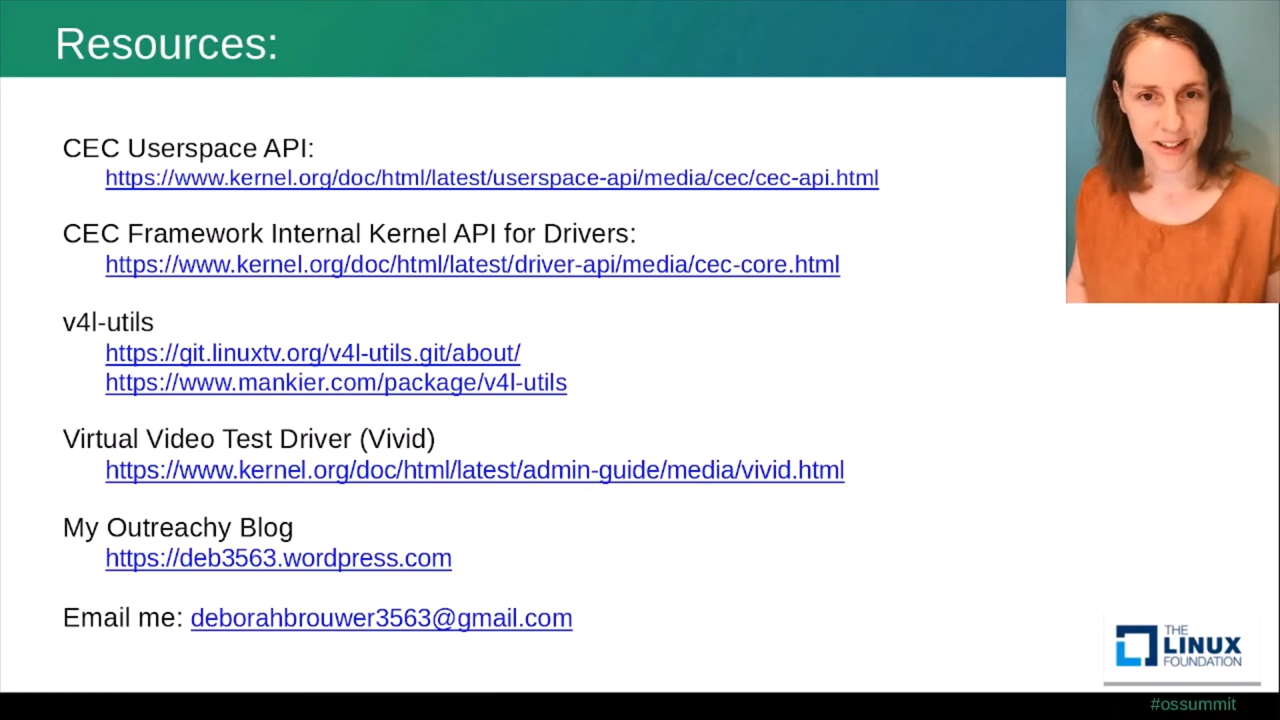 Resources:
CEC Userspace API:
https://www.kernel.org/doc/html/latest/userspace-api/media/cec/cec-api.html
CEC Framework Internal Kernel API for Drivers:
https://www.kernel.org/doc/html/latest/driver-api/media/cec-core.html
v4l-utils
https://git.linuxtv.org/v4l-utils.git/about/
https://www.mankier.com/package/v4l-utils
Virtual Video Test Driver (Vivid)
https://www.kernel.org/doc/html/latest/admin-guide/media/vivid.html
My Outreachy Blog
https://deb3563.wordpress.com
Email me: deborahbrouwer3563@gmail.com
THE
LINUX
FOUNDATION
#ossummit